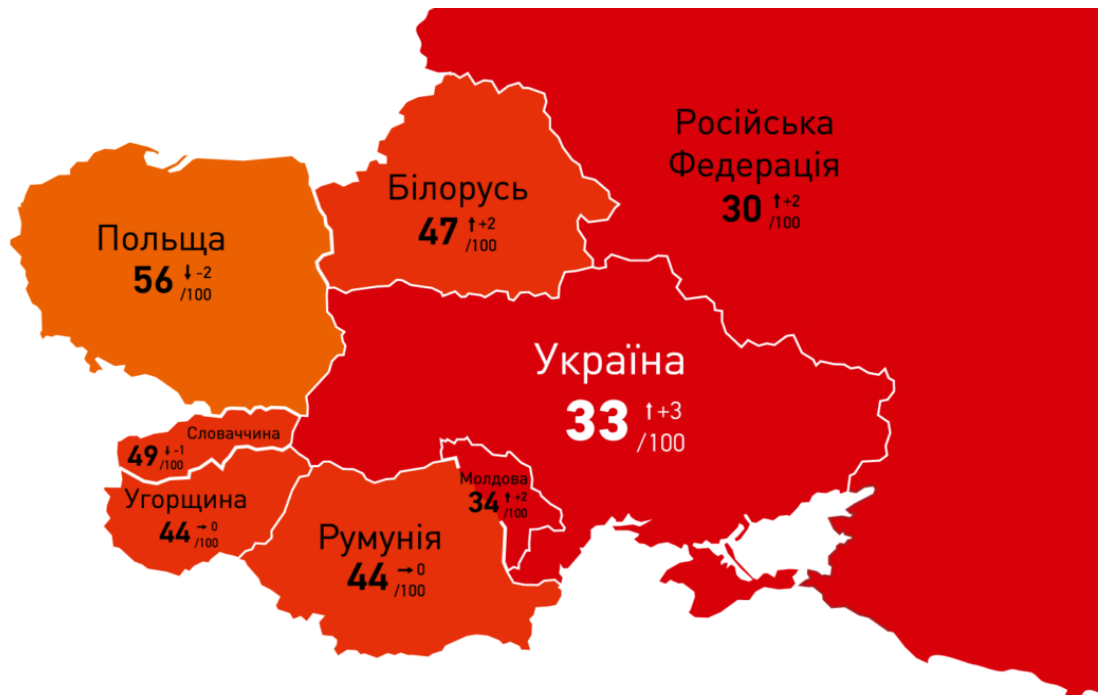 Російська
Федерація
30 ↑+2
/100
Білорусь
47 ↑+2
/100
Польща
56 ↓-2
/100
Україна
33 ↑+3
/100
Словаччина
49 ↓-1
/100
Молдова
34 ↑+2
/100
Угорщина
44 →0
/100
Румунія
44 →0
/100